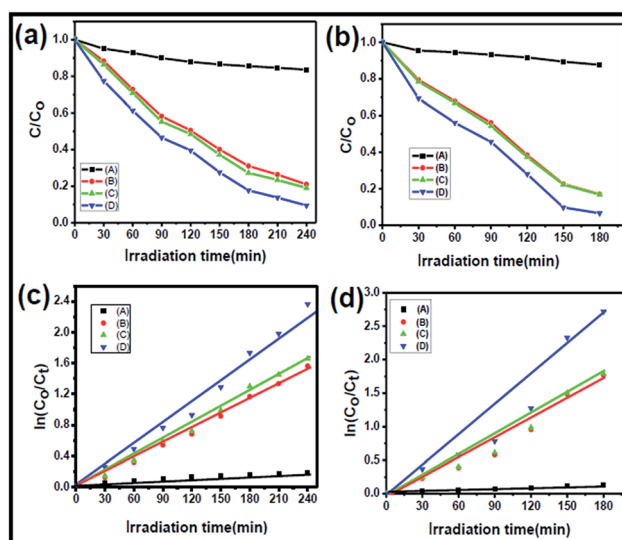 (a)
C/Co
1.0
0.8
0.6
0.4
0.2
0.0
(A)
(B)
(C)
(D)
0 30 60 90 120 150 180 210 240
Irradiation time(min)
(b)
C/Co
1.0
0.8
0.6
0.4
0.2
0.0
(A)
(B)
(C)
(D)
0 30 60 90 120 150 180
Irradiation time(min)
(c)
ln(Co/Ct)
2.4
2.0
1.6
1.2
0.8
0.4
0.0
(A)
(B)
(C)
(D)
0 30 60 90 120 150 180 210 240
Irradiation time(min)
(d)
ln(Co/Ct)
3.0
2.5
2.0
1.5
1.0
0.5
0.0
(A)
(B)
(C)
(D)
0 30 60 90 120 150 180
Irradiation time(min)